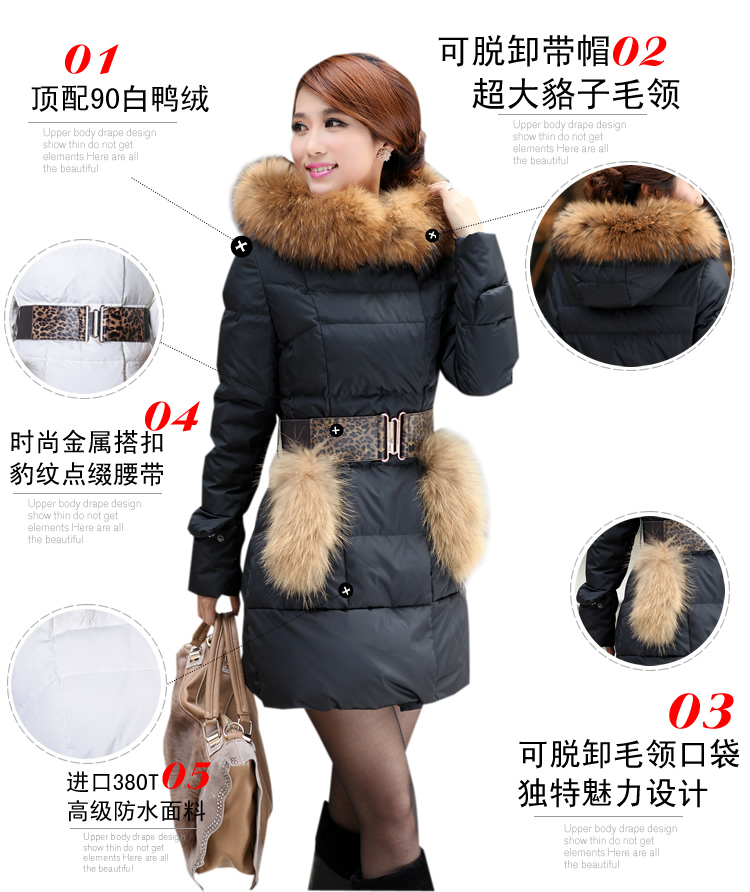 01
顶配90白鸭绒
Upper body drape design
show thin do not get
elements Here are all
the beautiful
可脱卸带帽02
超大貉子毛领
Upper body drape design
show thin do not get
elements Here are all
the beautiful
04
时尚金属搭扣
豹纹点缀腰带
Upper body drape design
show thin do not get
elements Here are all
the beautiful
03
可脱卸毛领口袋
独特魅力设计
Upper body drape design
show thin do not get
elements Here are all
the beautiful
进口380T 05
高级防水面料
Upper body drape design
show thin do not get
elements Here are all
the beautiful